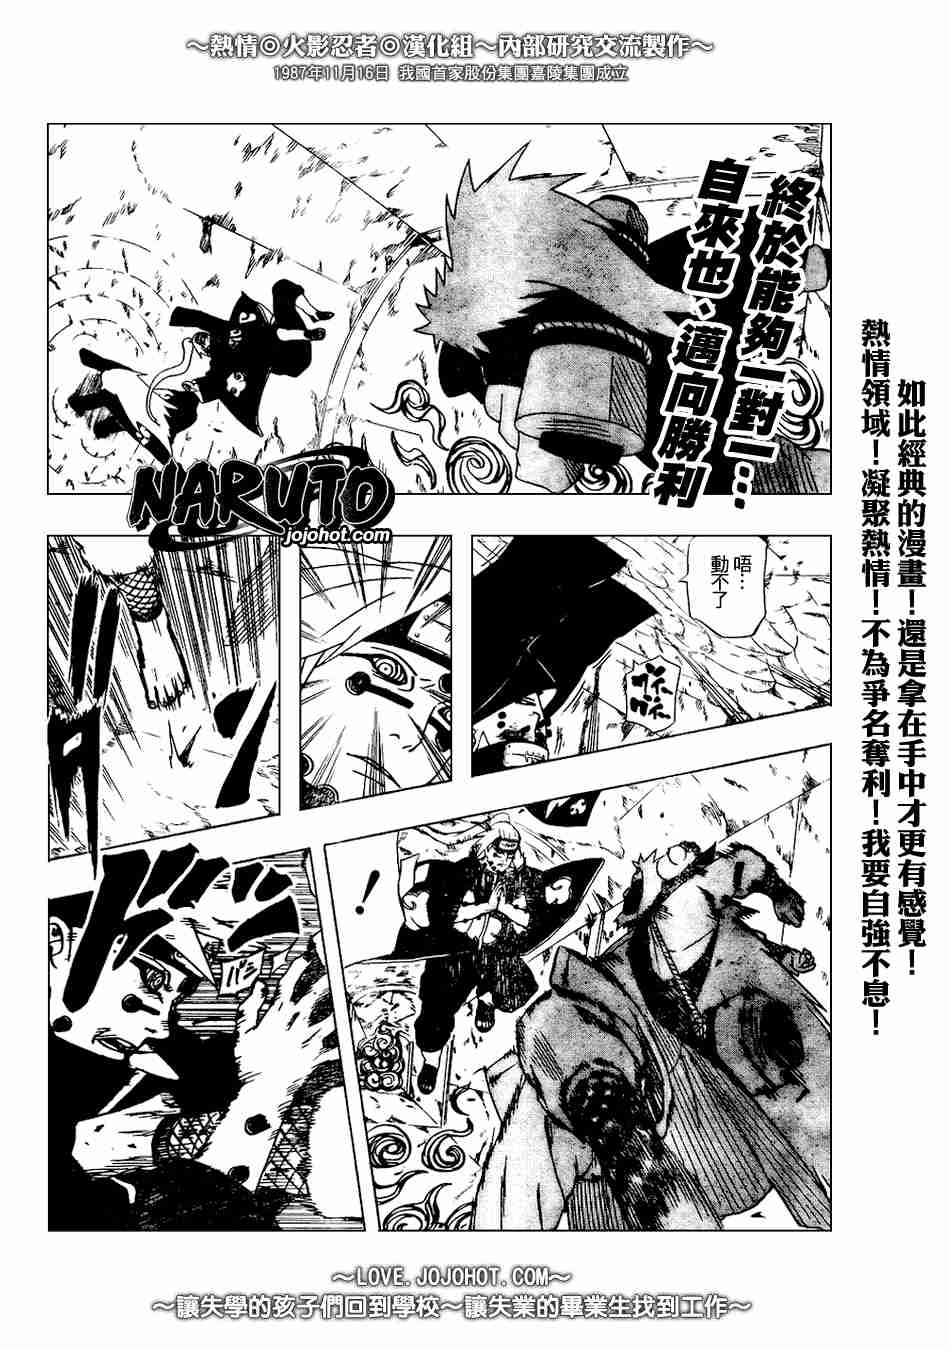 ～熱情◎火影忍者◎漢化組～內部研究交流製作～
1987年11月16日 我國首家股份集團嘉陵集團成立
終於能夠一對一…
自來也、邁向勝利
NARUTO
jojohot.com
唔…
動不了
如此經典的漫畫！還是拿在手中才更有感覺！
熱情領域！凝聚熱情！不為爭名奪利！我要自強不息！
！
～LOVE.JOJOHOT.COM～
～讓失學的孩子們回到學校～讓失業的畢業生找到工作～